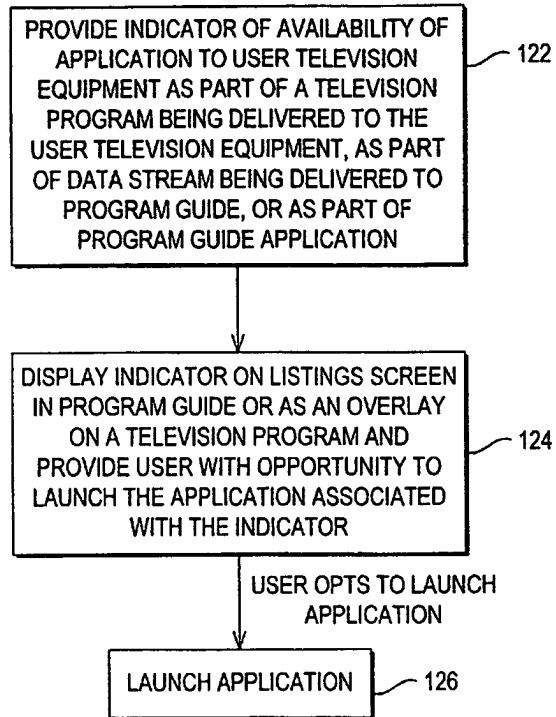 PROVIDE INDICATOR OF AVAILABILITY OF
APPLICATION TO USER TELEVISION
EQUIPMENT AS PART OF A TELEVISION
PROGRAM BEING DELIVERED TO THE
USER TELEVISION EQUIPMENT, AS PART
OF DATA STREAM BEING DELIVERED TO
PROGRAM GUIDE, OR AS PART OF
PROGRAM GUIDE APPLICATION
122
DISPLAY INDICATOR ON LISTINGS SCREEN
IN PROGRAM GUIDE OR AS AN OVERLAY
ON A TELEVISION PROGRAM AND
PROVIDE USER WITH OPPORTUNITY TO
LAUNCH THE APPLICATION ASSOCIATED
WITH THE INDICATOR
124
USER OPTS TO LAUNCH
APPLICATION
LAUNCH APPLICATION
126